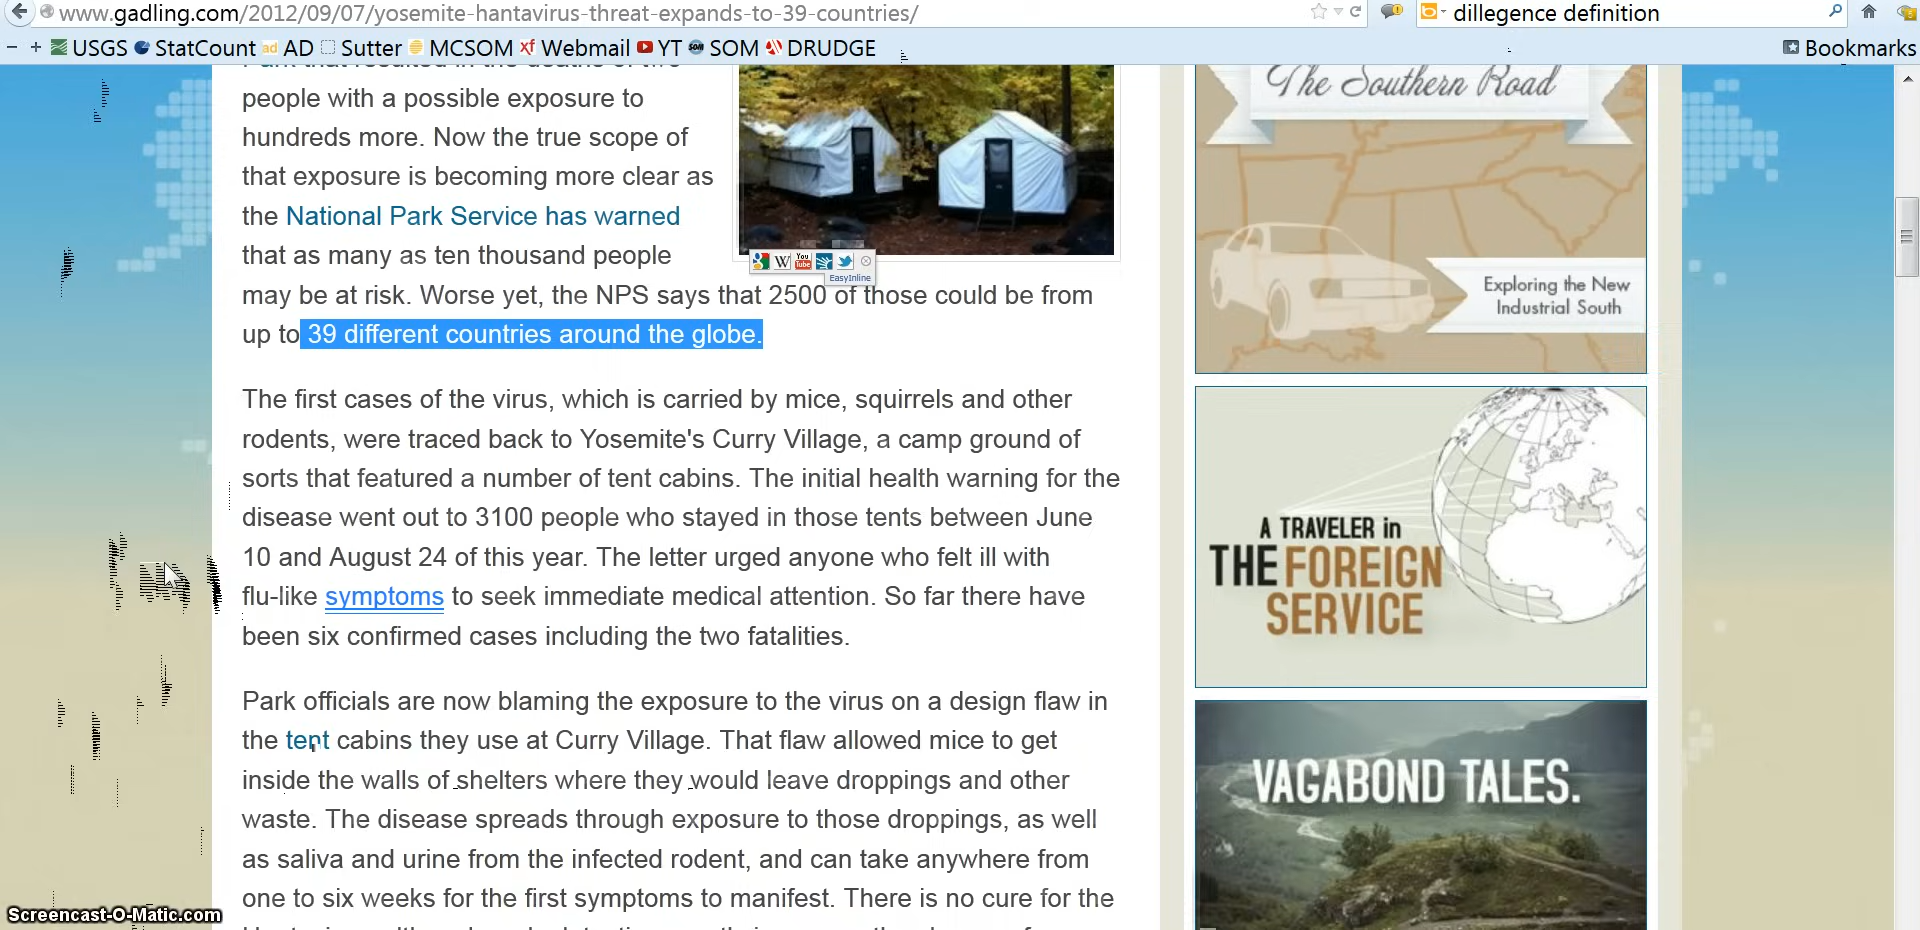 www.gadling.com/2012/09/07/yosemite-hantavirus-threat-expands-to-39-countries/
dillegence definition
USGS StatCount AD Sutter MCSOM Webmail YT SOM DRUDGE
Bookmarks
people with a possible exposure to
hundreds more. Now the true scope of
that exposure is becoming more clear as
the National Park Service has warned
that as many as ten thousand people
may be at risk. Worse yet, the NPS says that 2500 of those could be from
up to 39 different countries around the globe.
EasyInline
The first cases of the virus, which is carried by mice, squirrels and other
rodents, were traced back to Yosemite's Curry Village, a camp ground of
sorts that featured a number of tent cabins. The initial health warning for the
disease went out to 3100 people who stayed in those tents between June
10 and August 24 of this year. The letter urged anyone who felt ill with
flu-like symptoms to seek immediate medical attention. So far there have
been six confirmed cases including the two fatalities.
Park officials are now blaming the exposure to the virus on a design flaw in
the tent cabins they use at Curry Village. That flaw allowed mice to get
inside the walls of shelters where they would leave droppings and other
waste. The disease spreads through exposure to those droppings, as well
as saliva and urine from the infected rodent, and can take anywhere from
one to six weeks for the first symptoms to manifest. There is no cure for the
The Southern Road
Exploring the New
Industrial South
A TRAVELER in
THE FOREIGN
SERVICE
VAGABOND TALES.
Screencast-O-Matic.com